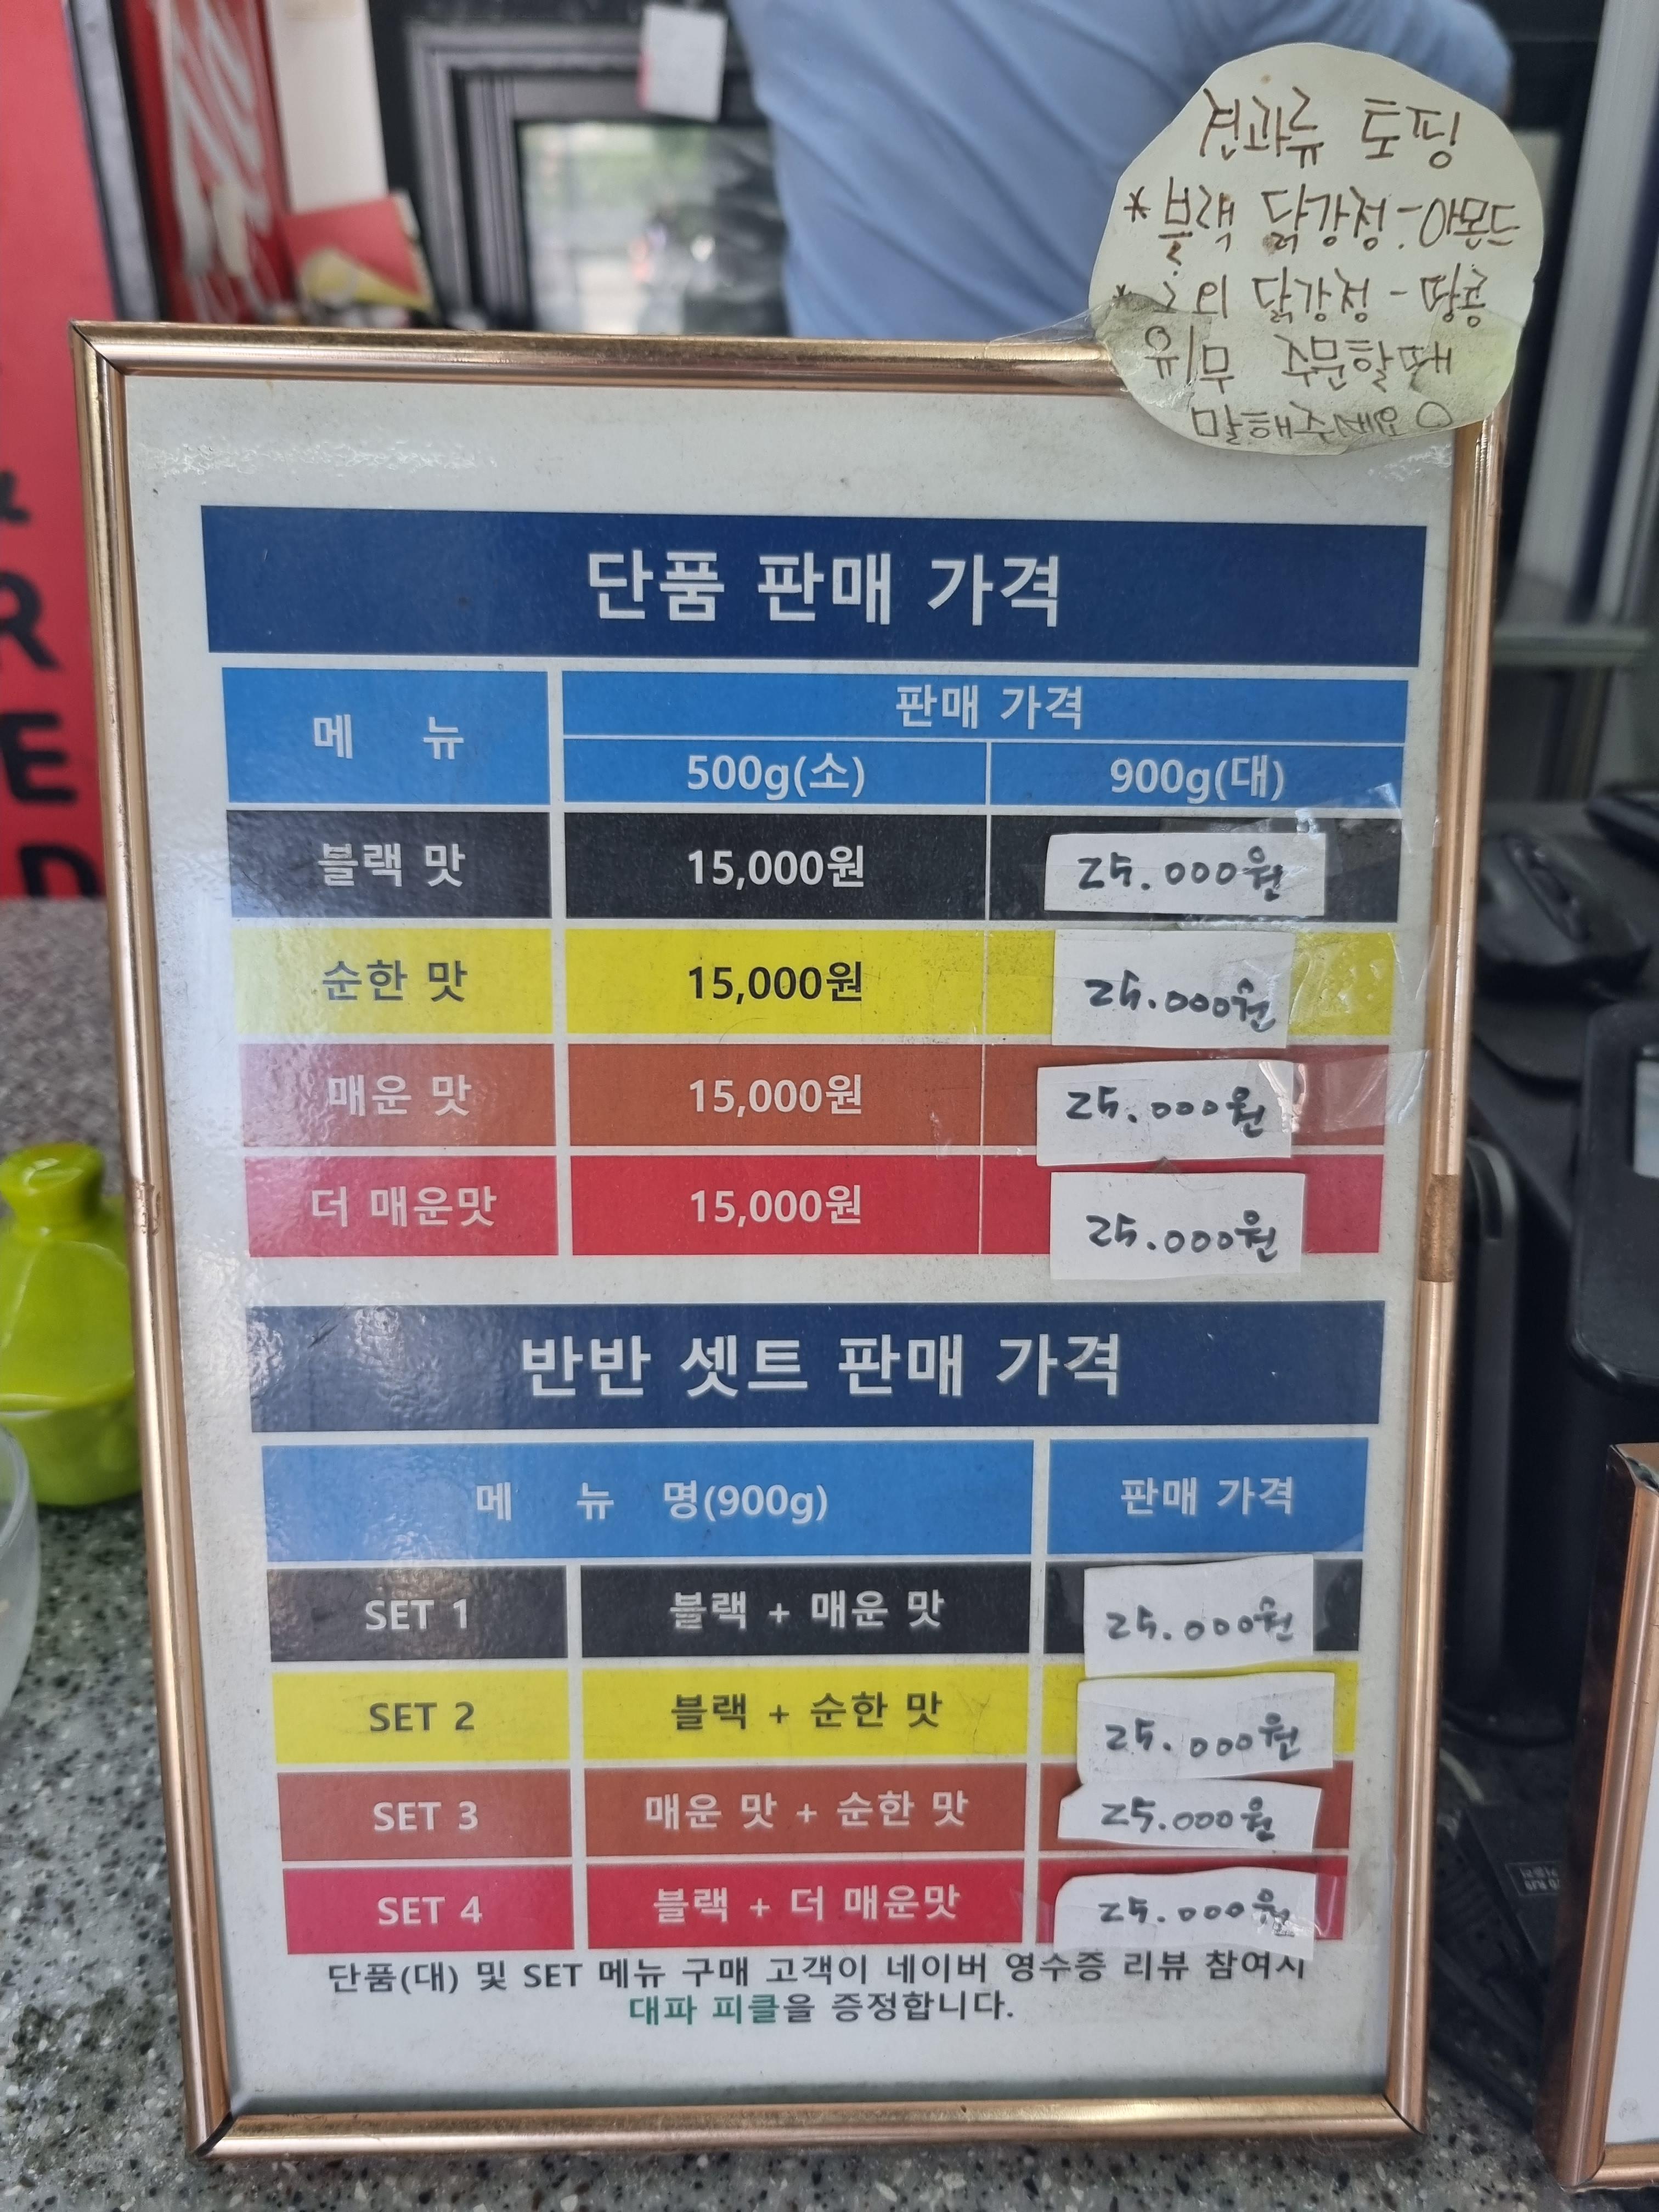 견과류 토핑
* 블랙 닭강정 - 아몬드
* 그 외 닭강정 - 땅콩
유/무 주문할때
말해주세요
단품 판매 가격
메 뉴
판매 가격
500g(소) 900g(대)
블랙 맛 15,000원 25.000원
순한 맛 15,000원 25.000원
매운 맛 15,000원 25.000원
더 매운맛 15,000원 25.000원
반반 셋트 판매 가격
메 뉴 명(900g) 판매 가격
SET 1 블랙 + 매운 맛 25.000원
SET 2 블랙 + 순한 맛 25.000원
SET 3 매운 맛 + 순한 맛 25.000원
SET 4 블랙 + 더 매운맛 25.000원
단품(대) 및 SET 메뉴 구매 고객이 네이버 영수증 리뷰 참여시
대파 피클을 증정합니다.
R
E
D